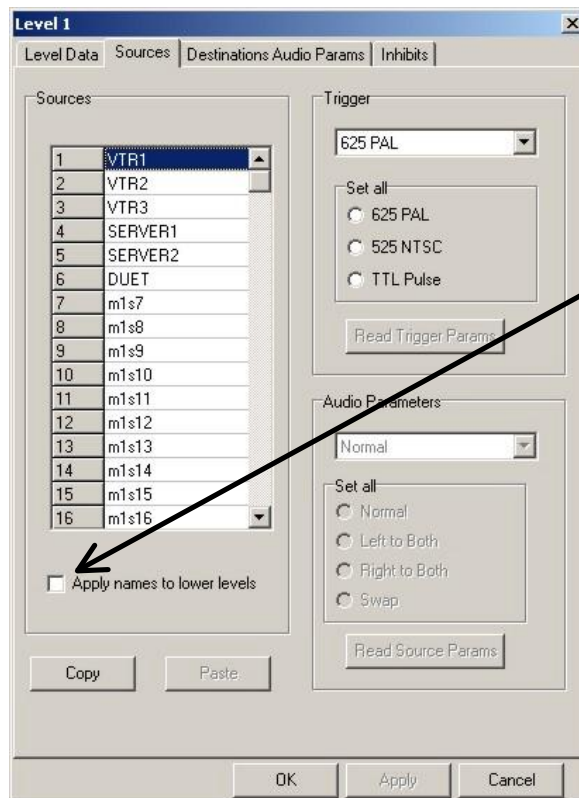 Level 1
Level Data Sources Destinations Audio Params Inhibits
Sources
1 VTR1
2 VTR2
3 VTR3
4 SERVER1
5 SERVER2
6 DUET
7 m1s7
8 m1s8
9 m1s9
10 m1s10
11 m1s11
12 m1s12
13 m1s13
14 m1s14
15 m1s15
16 m1s16
Apply names to lower levels
Copy Paste
Trigger
625 PAL
Set all
625 PAL
525 NTSC
TTL Pulse
Read Trigger Params
Audio Parameters
Normal
Set all
Normal
Left to Both
Right to Both
Swap
Read Source Params
OK Apply Cancel